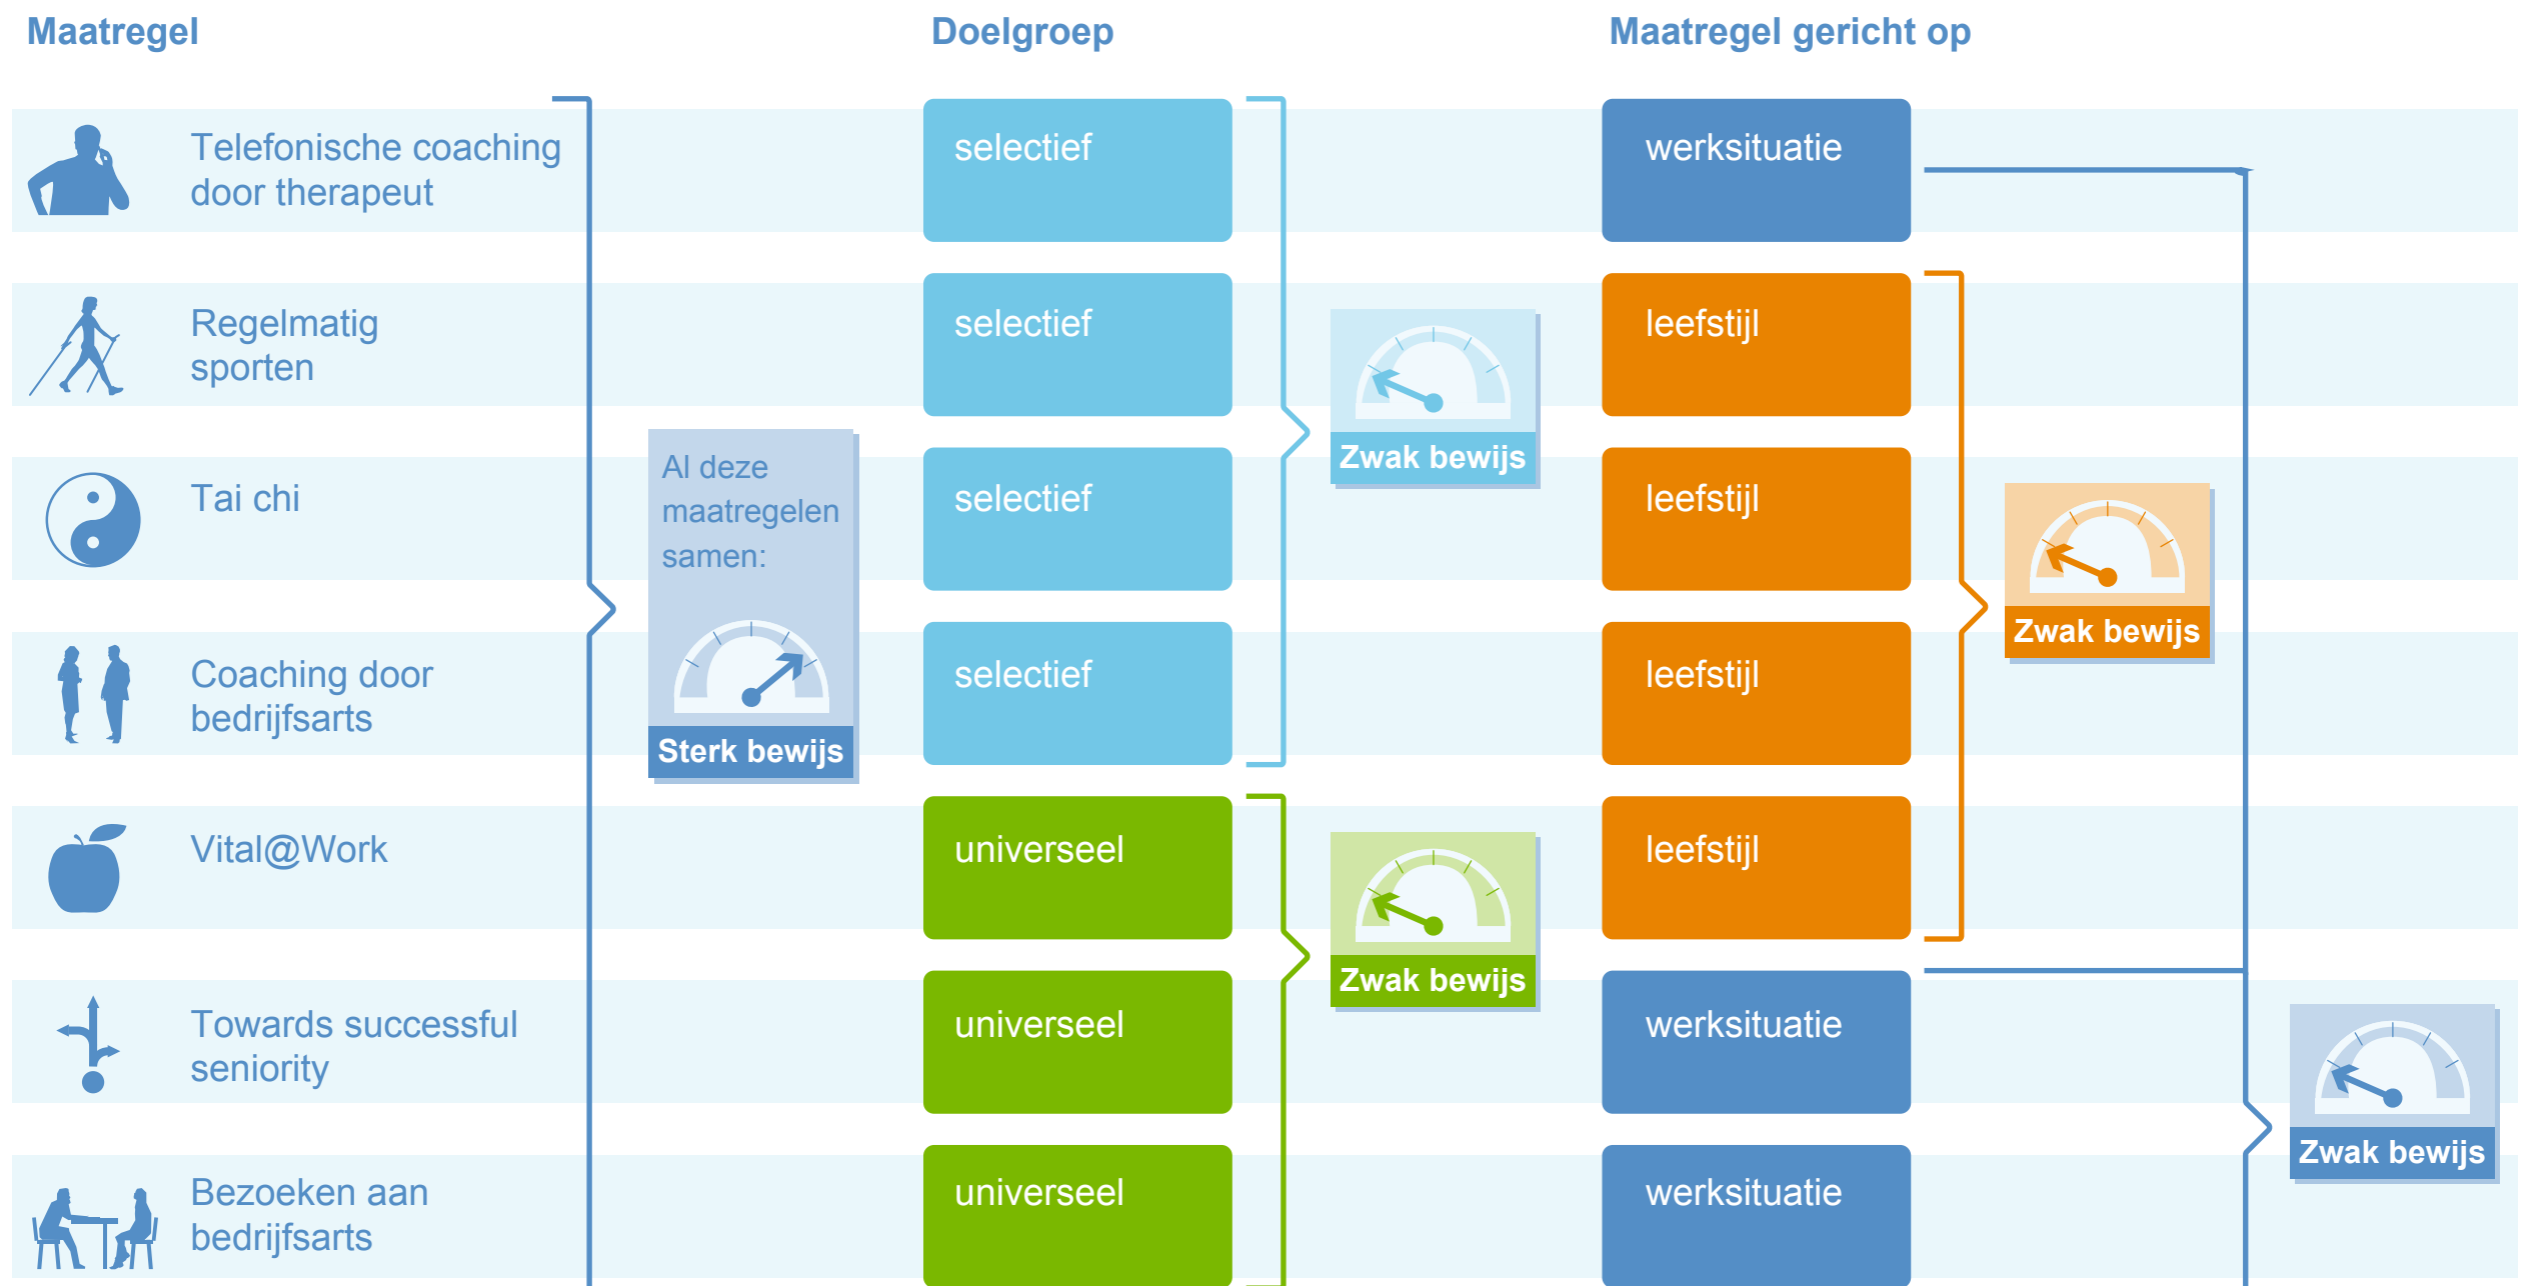 Maatregel
Doelgroep
Maatregel gericht op
Telefonische coaching
door therapeut
selectief
werksituatie
Regelmatig
sporten
selectief
leefstijl
Zwak bewijs
Tai chi
Al deze
maatregelen
samen:
Sterk bewijs
selectief
leefstijl
Zwak bewijs
Coaching door
bedrijfsarts
selectief
leefstijl
Vital@Work
universeel
leefstijl
Zwak bewijs
Towards successful
seniority
universeel
werksituatie
Zwak bewijs
Bezoeken aan
bedrijfsarts
universeel
werksituatie